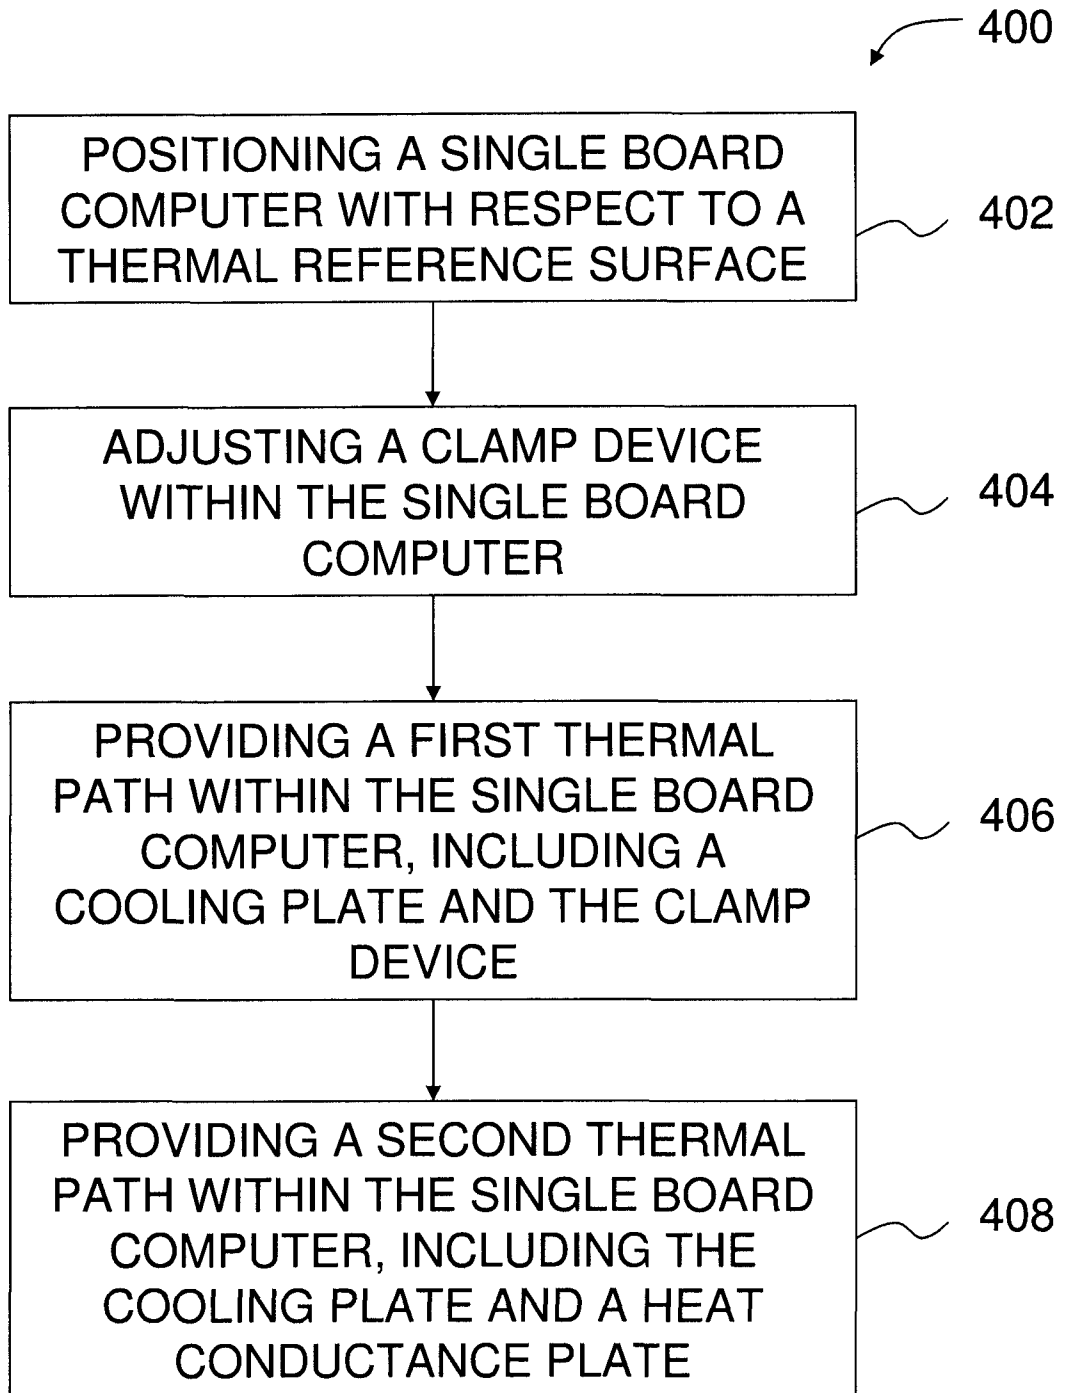 400
POSITIONING A SINGLE BOARD
COMPUTER WITH RESPECT TO A
THERMAL REFERENCE SURFACE
402
ADJUSTING A CLAMP DEVICE
WITHIN THE SINGLE BOARD
COMPUTER
404
PROVIDING A FIRST THERMAL
PATH WITHIN THE SINGLE BOARD
COMPUTER, INCLUDING A
COOLING PLATE AND THE CLAMP
DEVICE
406
PROVIDING A SECOND THERMAL
PATH WITHIN THE SINGLE BOARD
COMPUTER, INCLUDING THE
COOLING PLATE AND A HEAT
CONDUCTANCE PLATE
408